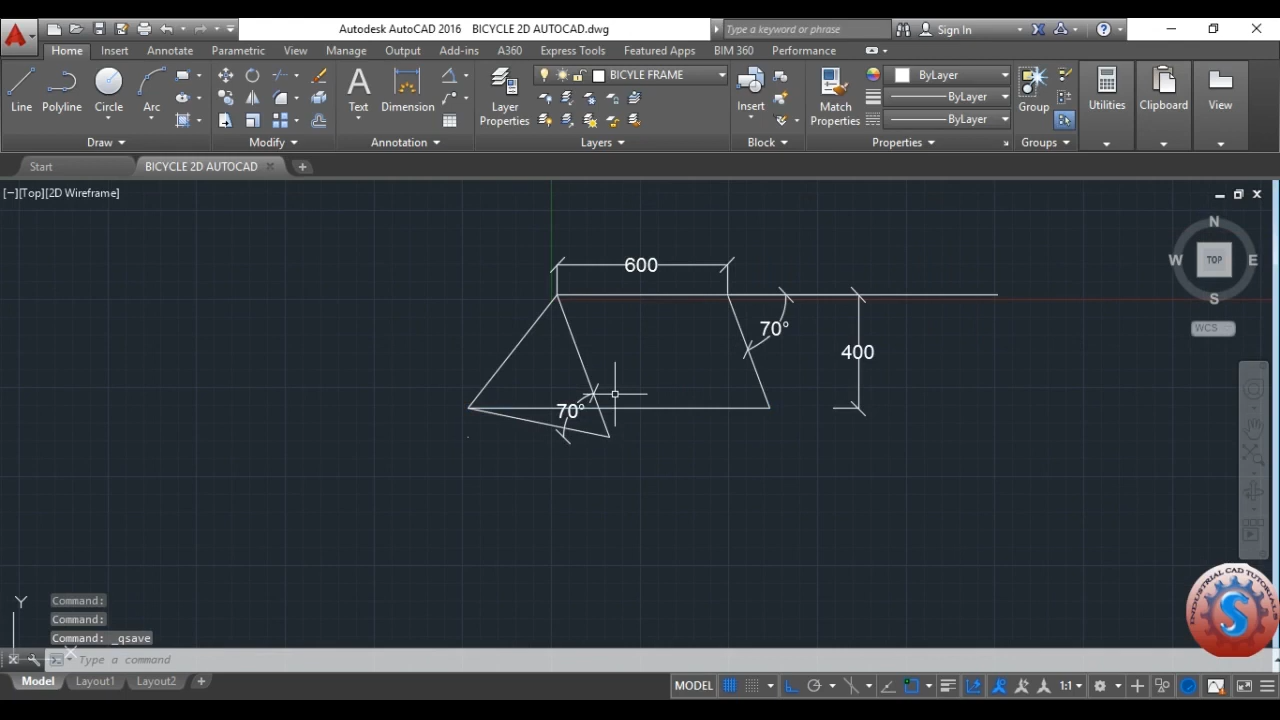 Autodesk AutoCAD 2016 BICYCLE 2D AUTOCAD.dwg
Type a keyword or phrase
Sign In
Home Insert Annotate Parametric View Manage Output Add-ins A360 Express Tools Featured Apps BIM 360 Performance
BICYLE FRAME
ByLayer
ByLayer
ByLayer
Line Polyline Circle Arc
Text Dimension
Layer Properties
Insert
Match Properties
Group
Utilities
Clipboard
View
Draw Modify Annotation Layers Block Properties Groups
Start
BICYCLE 2D AUTOCAD
[−][Top][2D Wireframe]
N
W TOP E
S
WCS
600
70°
400
70°
Y
X
Command:
Command:
Command: _qsave
Type a command
INDUSTRIAL CAD TUTORIALS
S
Model Layout1 Layout2
MODEL
1:1